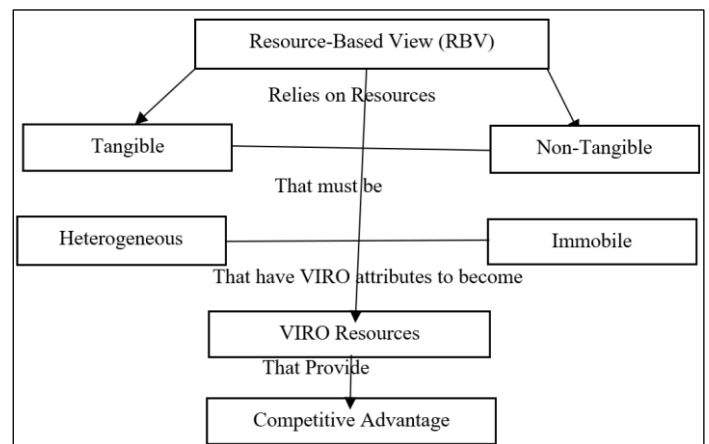 Resource-Based View (RBV)
Relies on Resources
Tangible
Non-Tangible
That must be
Heterogeneous
Immobile
That have VIRO attributes to become
VIRO Resources
That Provide
Competitive Advantage